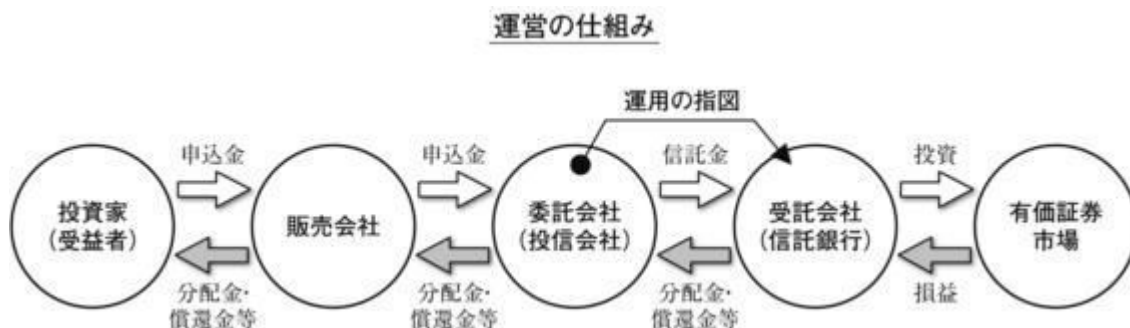 運営の仕組み
運用の指図
申込金
申込金
信託金
投資
投資家
(受益者)
販売会社
委託会社
(投信会社)
受託会社
(信託銀行)
有価証券
市場
分配金・
償還金等
分配金・
償還金等
分配金・
償還金等
損益